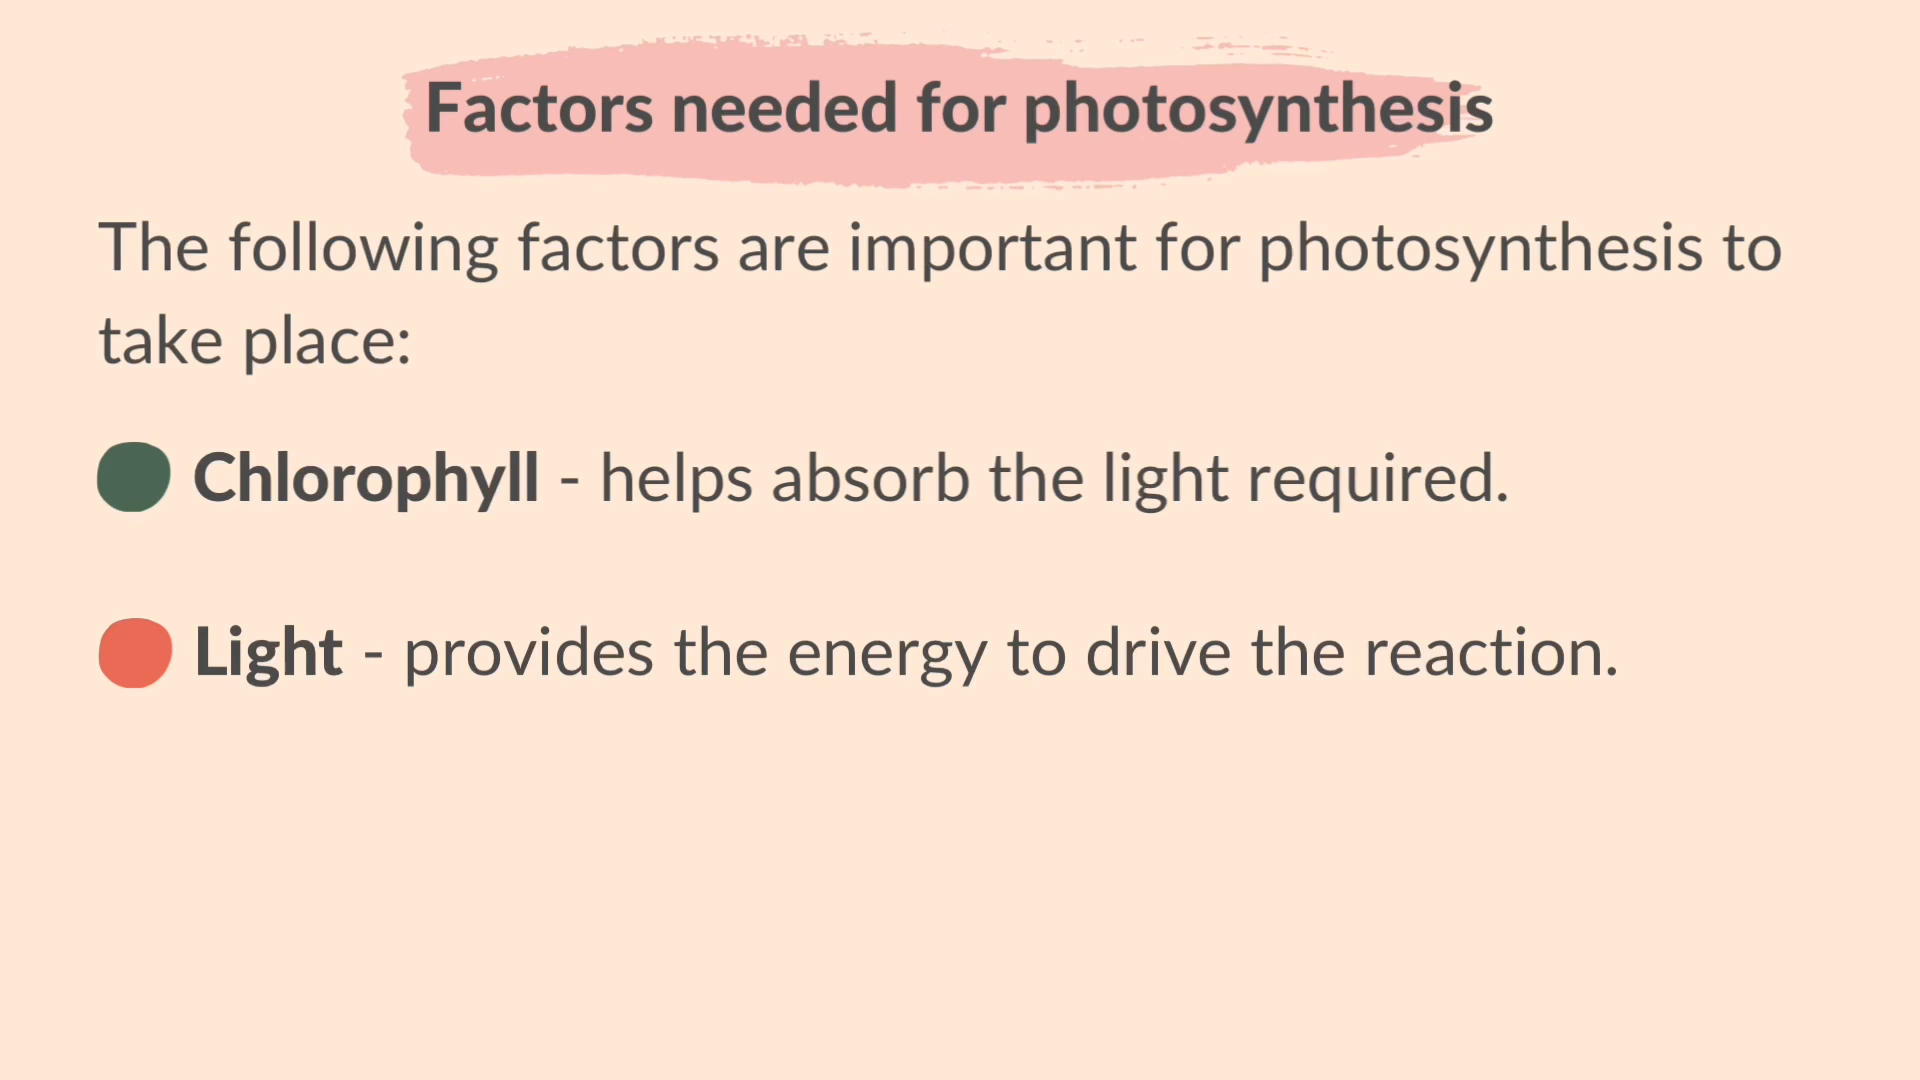 Factors needed for photosynthesis
The following factors are important for photosynthesis to
take place:
Chlorophyll - helps absorb the light required.
Light - provides the energy to drive the reaction.